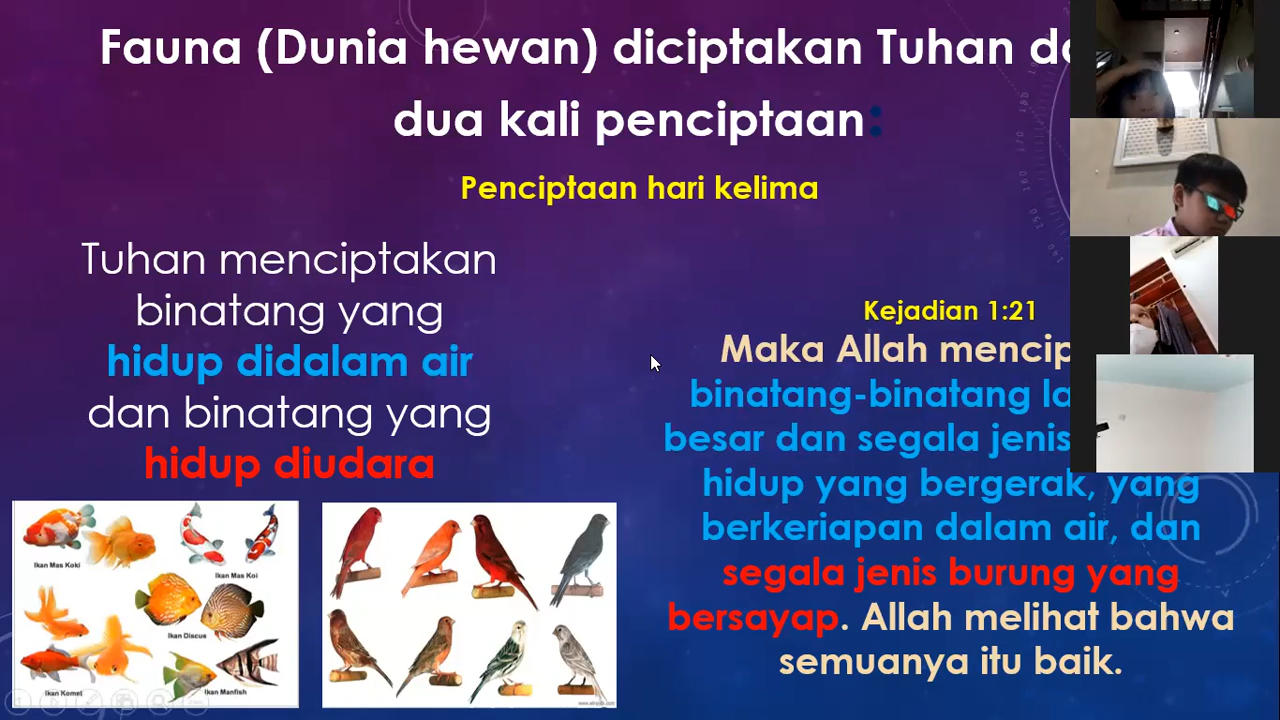 Fauna (Dunia hewan) diciptakan Tuhan
dua kali penciptaan:
Penciptaan hari kelima
Tuhan menciptakan
binatang yang
hidup didalam air
dan binatang yang
hidup diudara
Kejadian 1:21
Maka Allah
binatang-binatang
besar dan segala jenis
hidup yang bergerak, yang
berkeriapan dalam air, dan
segala jenis burung yang
bersayap. Allah melihat bahwa
semuanya itu baik.
Ikan Mas Koki
Ikan Mas Koi
Ikan Discus
Ikan Komet
Ikan Manfish